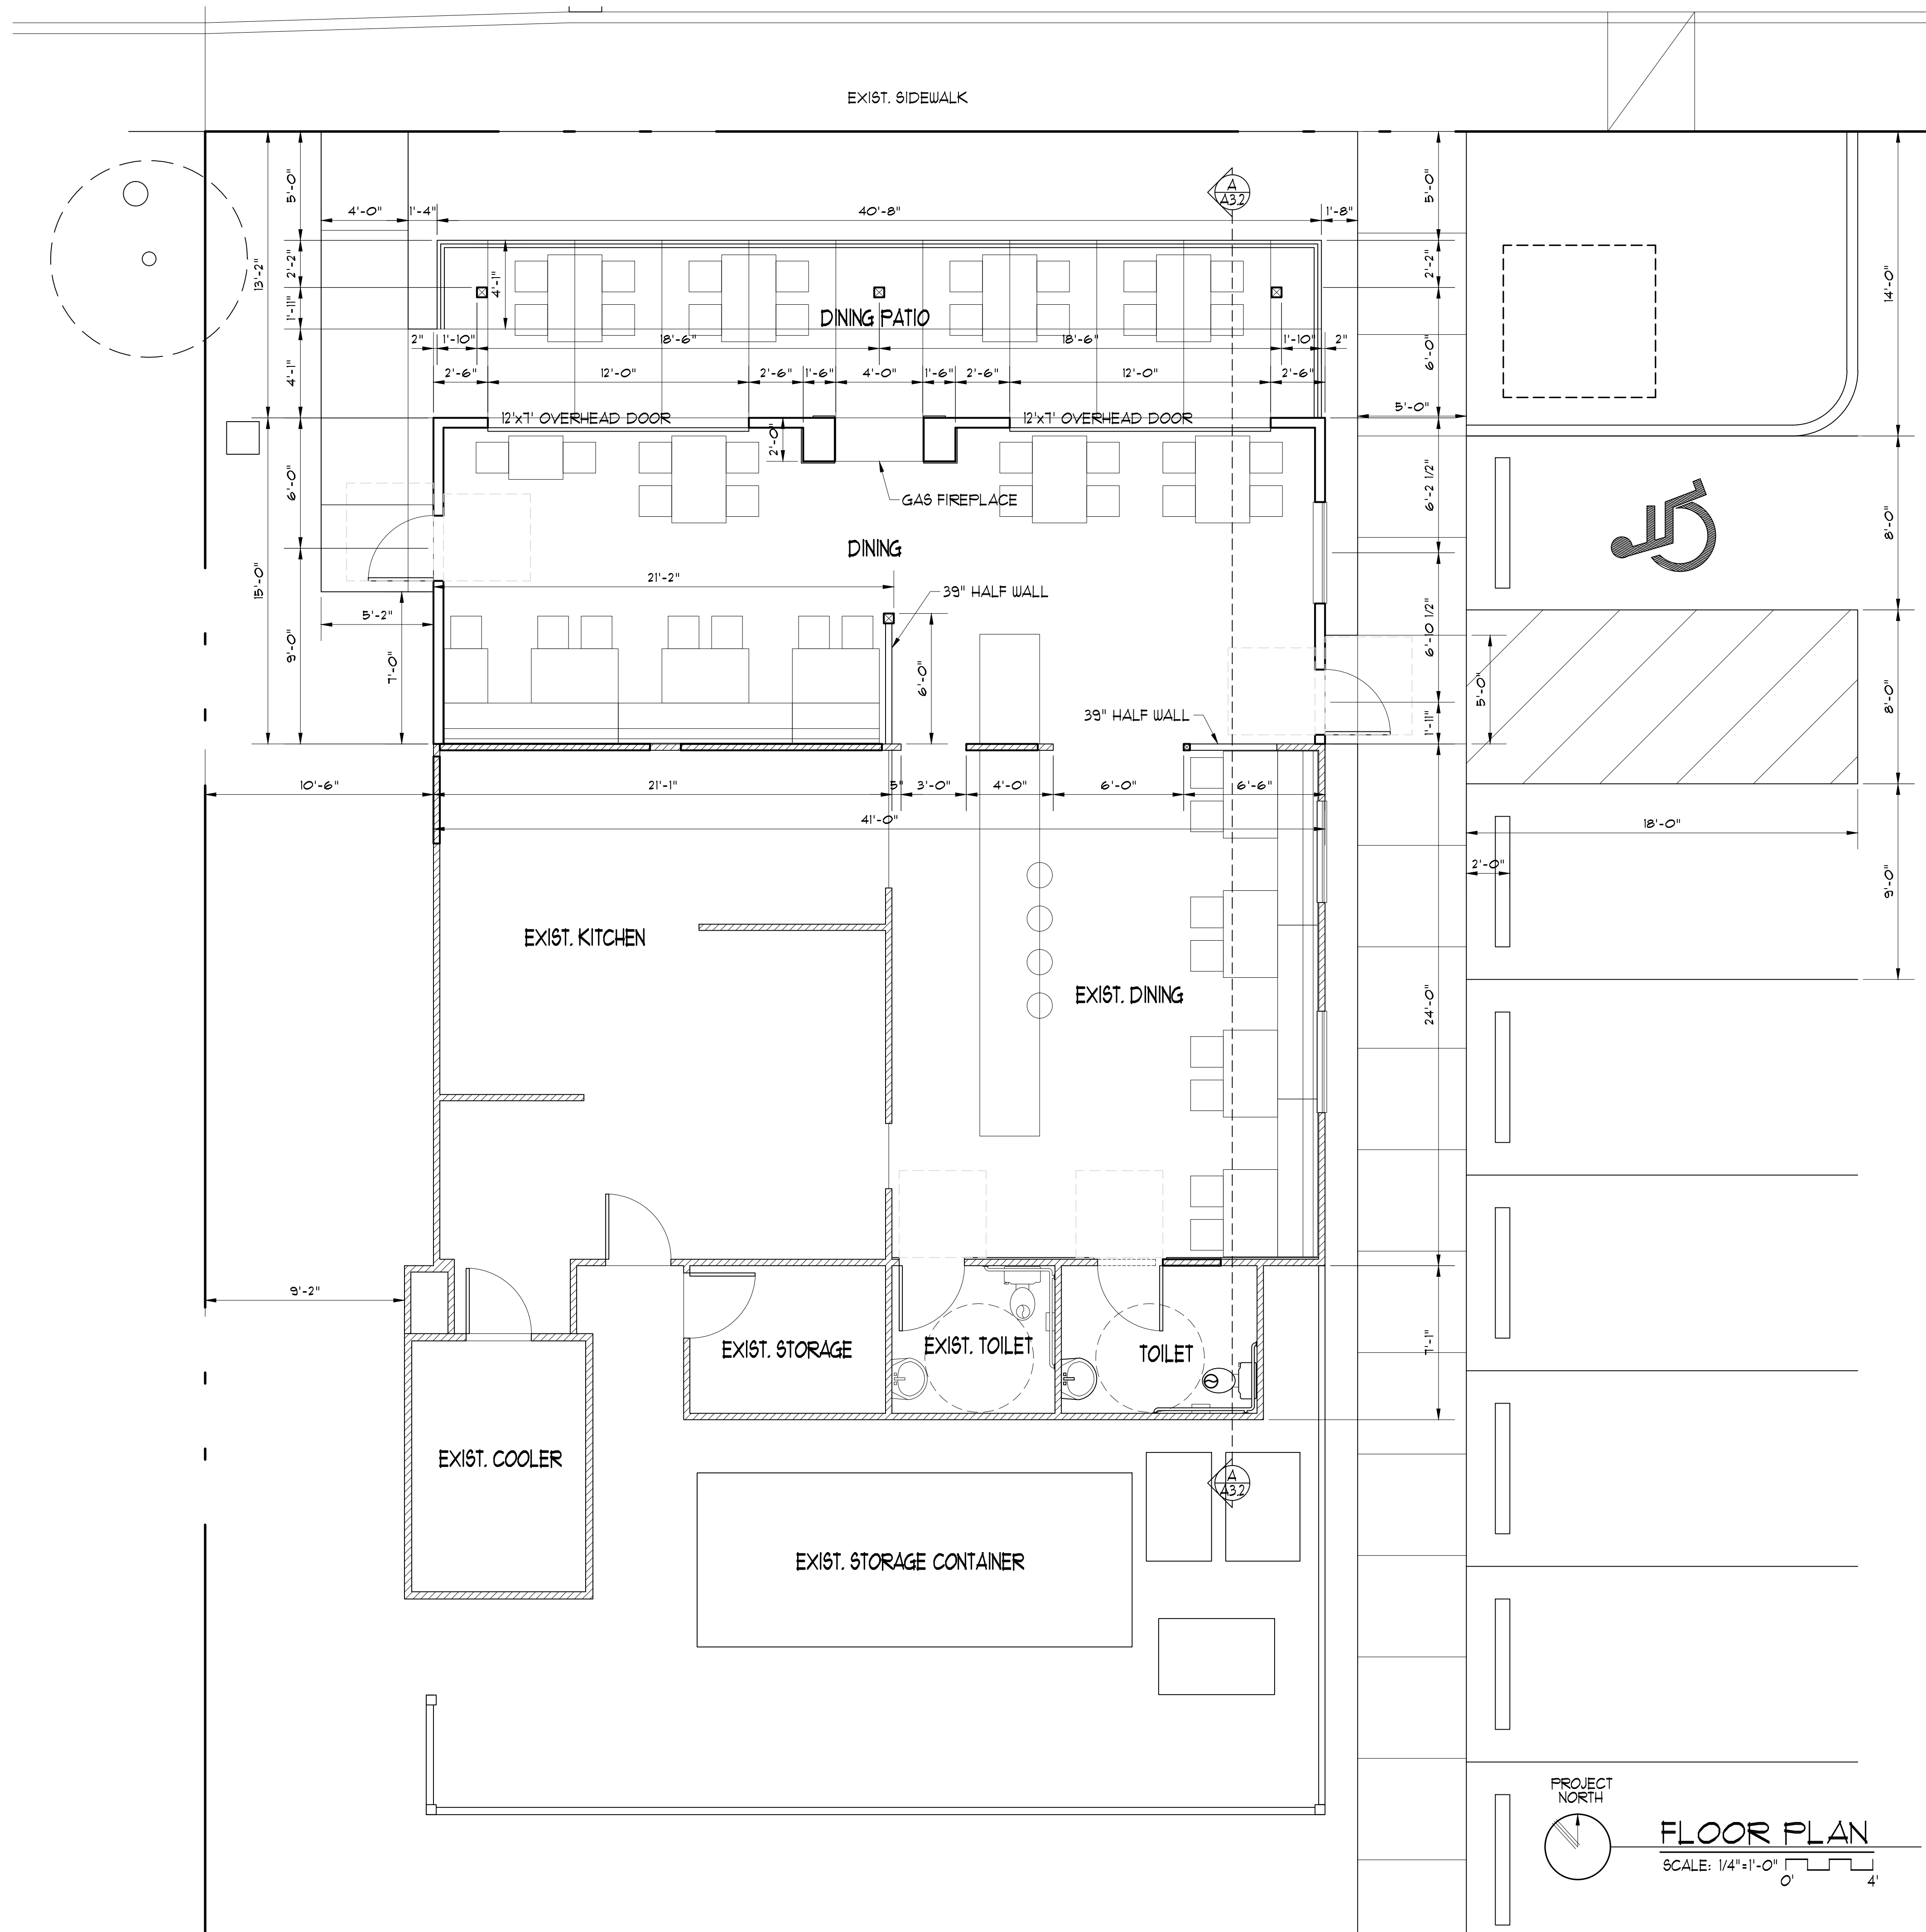 EXIST. SIDEWALK
A
A3.2
5'-0"
5'-0"
4'-0"
1'-4"
40'-8"
1'-8"
13'-2"
2'-2"
1'-11"
4'-1"
4'-1"
2'-2"
6'-0"
14'-0"
DINING PATIO
2"
1'-10"
18'-6"
18'-6"
1'-10"
2"
2'-6"
12'-0"
2'-6"
1'-6"
4'-0"
1'-6"
2'-6"
12'-0"
2'-6"
5'-0"
12'x7' OVERHEAD DOOR
12'x7' OVERHEAD DOOR
2'-0"
6'-0"
GAS FIREPLACE
6'-2 1/2"
8'-0"
DINING
15'-0"
21'-2"
39" HALF WALL
5'-2"
9'-0"
7'-0"
6'-0"
6'-10 1/2"
5'-0"
8'-0"
39" HALF WALL
1'-11"
10'-6"
21'-1"
5"
3'-0"
4'-0"
6'-0"
6'-6"
41'-0"
18'-0"
2'-0"
9'-0"
EXIST. KITCHEN
EXIST. DINING
24'-0"
9'-2"
EXIST. STORAGE
EXIST. TOILET
TOILET
7'-1"
EXIST. COOLER
A
A3.2
EXIST. STORAGE CONTAINER
PROJECT
NORTH
FLOOR PLAN
SCALE: 1/4"=1'-0"
0'
4'